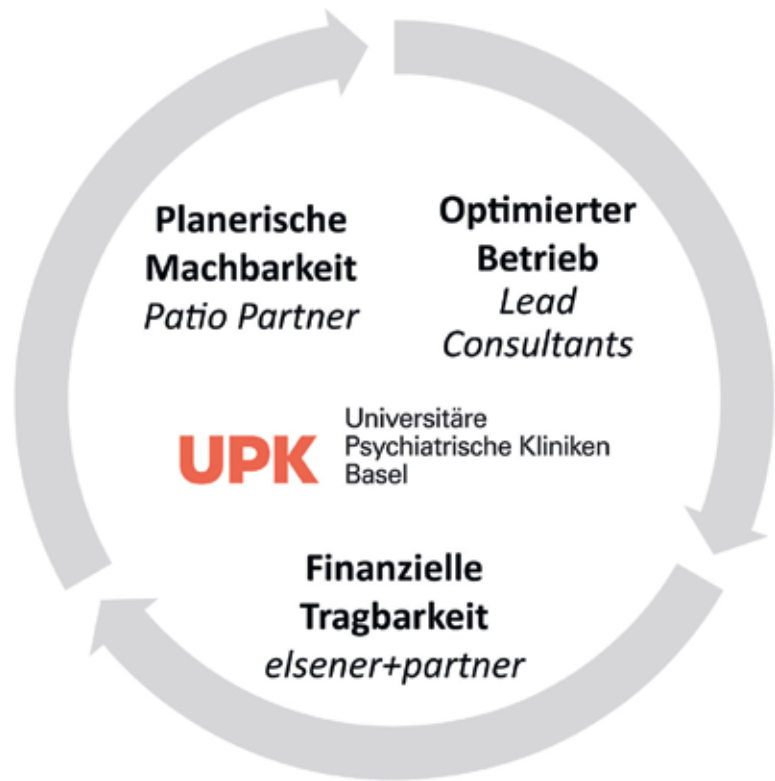 Planerische
Machbarkeit
Patio Partner
Optimierter
Betrieb
Lead
Consultants
UPK
Universitäre
Psychiatrische Kliniken
Basel
Finanzielle
Tragbarkeit
elsener+partner